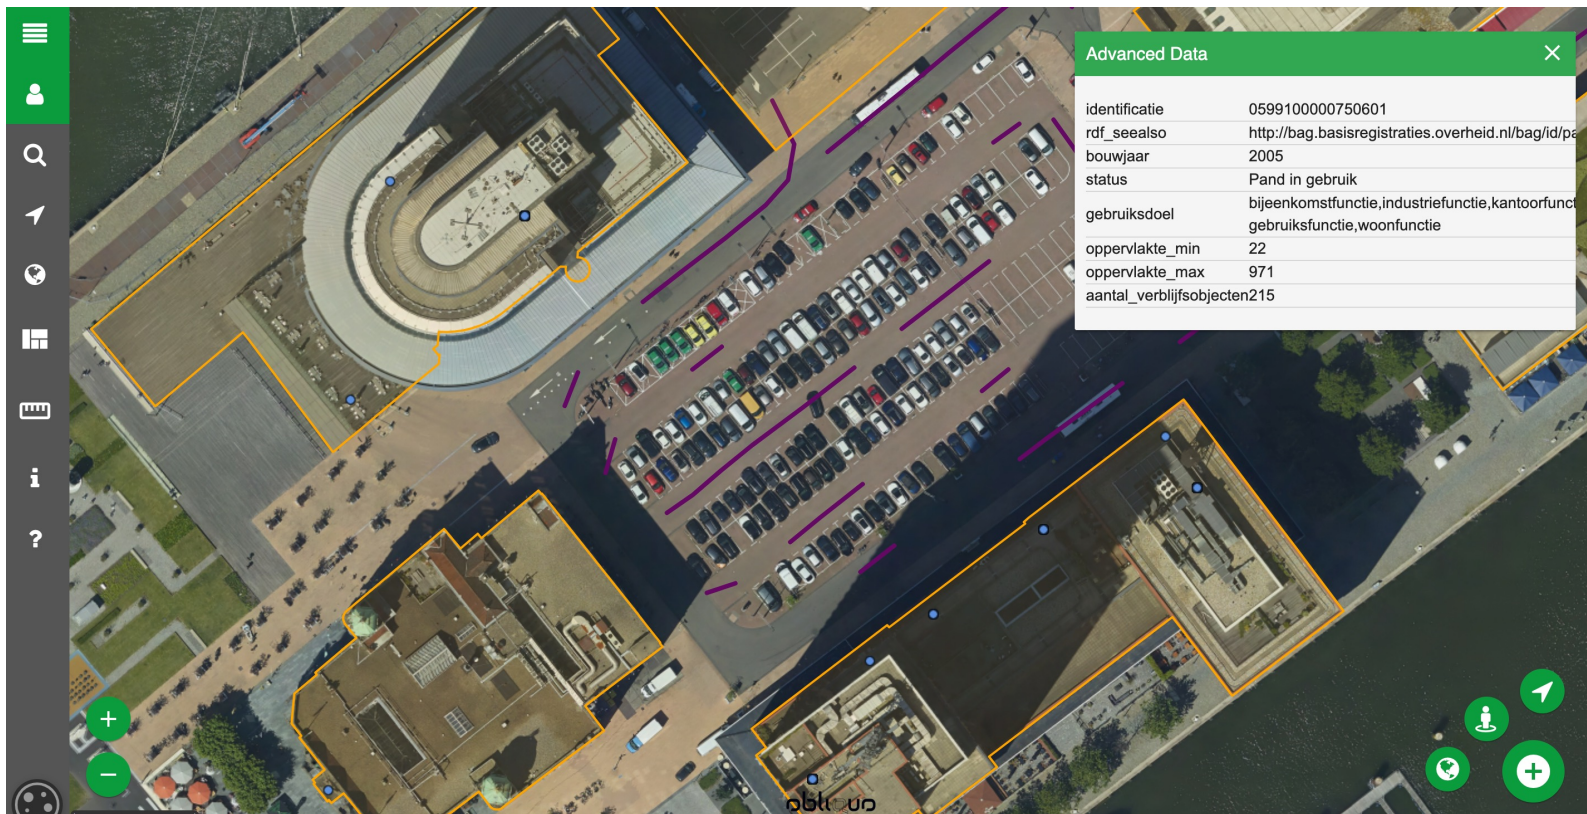 Advanced Data
identificatie 0599100000750601
rdf_seealso http://bag.basisregistraties.overheid.nl/bag/id/pa
bouwjaar 2005
status Pand in gebruik
gebruiksdoel bijeenkomstfunctie,industriefunctie,kantoorfunct
gebruiksfunctie,woonfunctie
oppervlakte_min 22
oppervlakte_max 971
aantal_verblijfsobjecten215